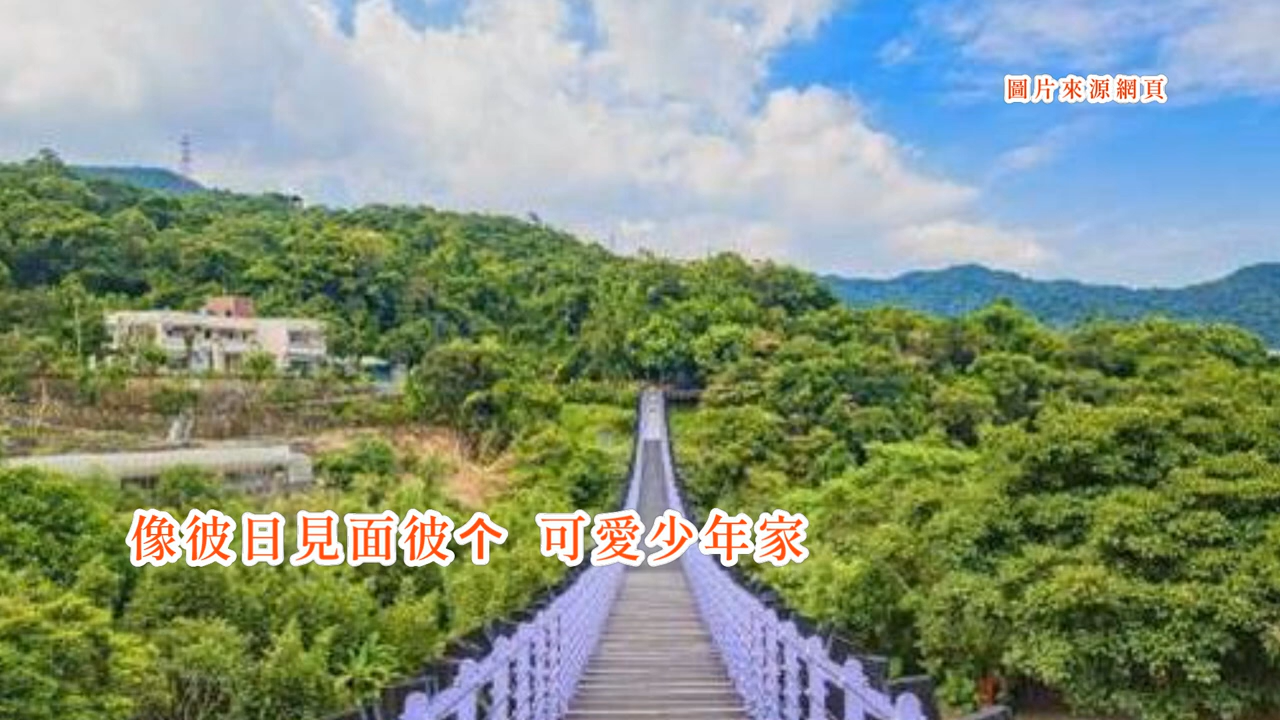 圖片來源網頁
像彼日見面彼个 可愛少年家